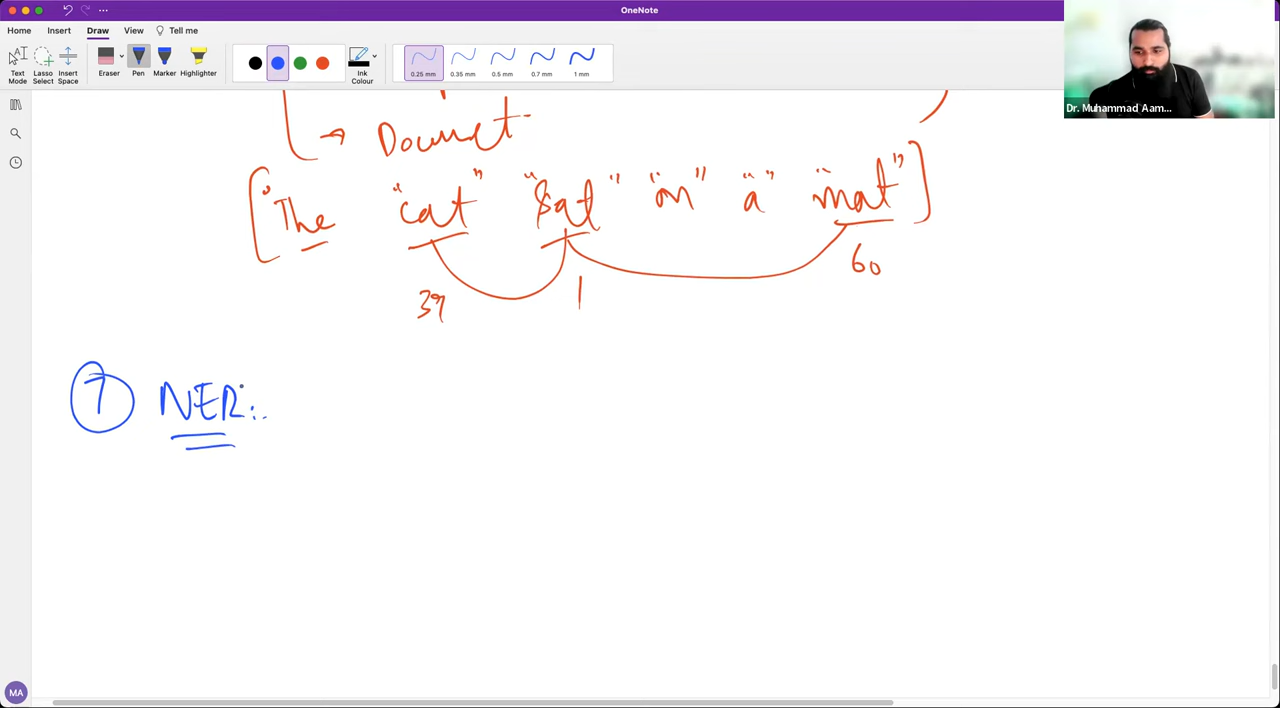 OneNote
Home Insert Draw View Tell me
Text Mode Lasso Select Insert Space Eraser Pen Marker Highlighter Ink Colour 0.25 mm 0.35 mm 0.5 mm 0.7 mm 1 mm
Dr. Muhammad Aam...
→
["The "cat" "sat" "on" "a" "mat"]
39 1 60
7 NER:
MA